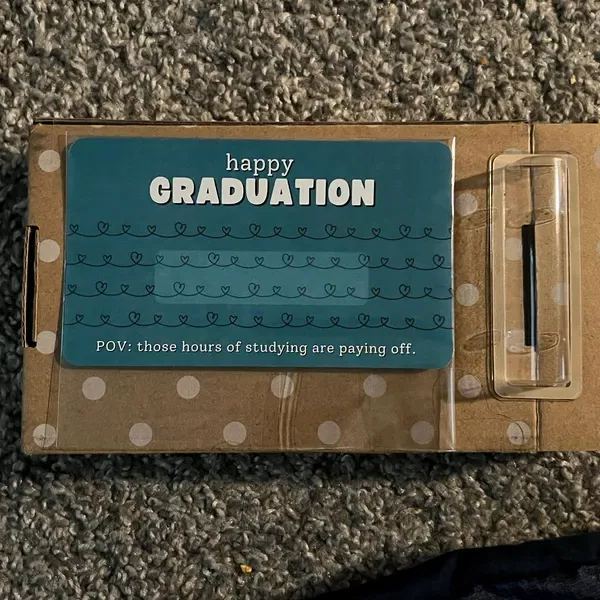 happy
GRADUATION
POV: those hours of studying are paying off.